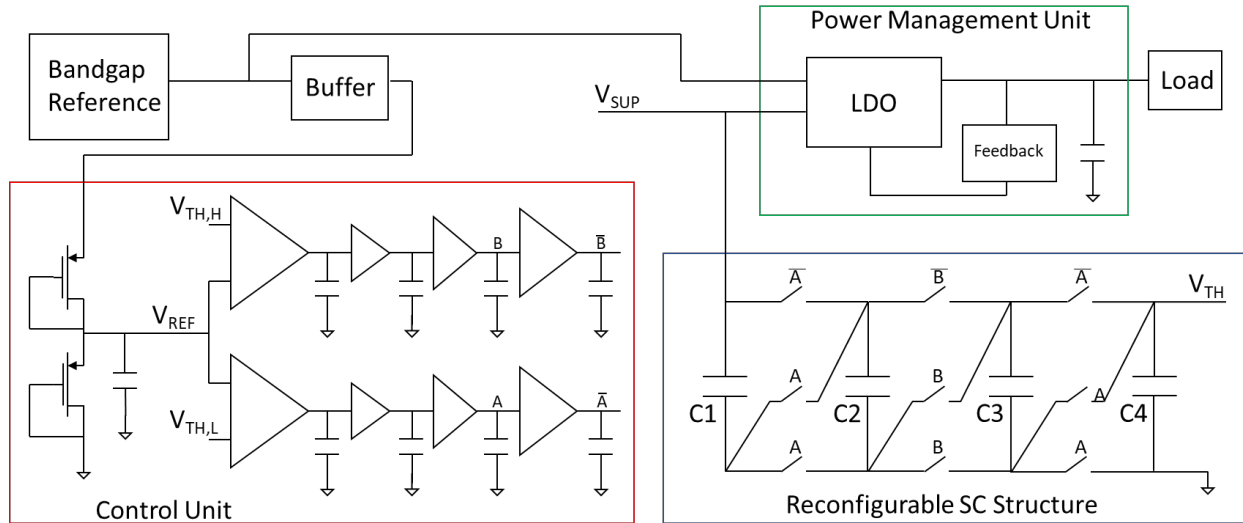 Power Management Unit
Bandgap
Reference
Buffer
V_SUP
LDO
Load
Feedback
V_TH,H
B
B̅
V_REF
V_TH,L
A
A̅
Control Unit
A̅
B̅
A̅
V_TH
A
B
A
C1
C2
C3
C4
A
B
A
Reconfigurable SC Structure